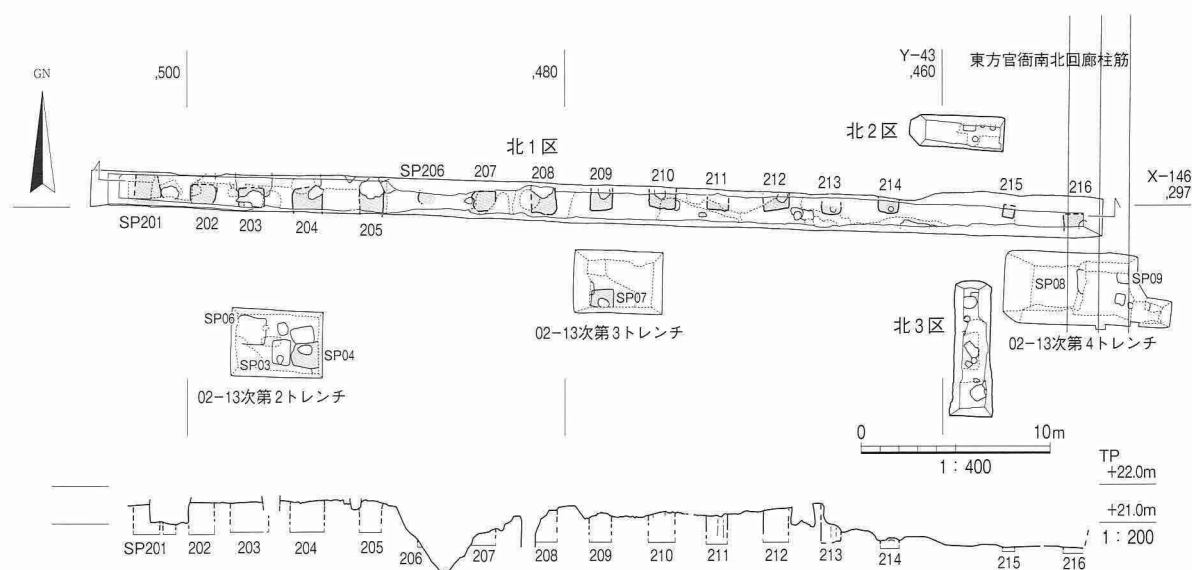 GN
,500
,480
Y-43
,460
東方官衙南北回廊柱筋
北2区
北1区
SP206 207 208 209 210 211 212 213 214 215 216
X-146
,297
SP201 202 203 204 205
SP07
SP08
SP09
02-13次第3トレンチ
北3区
02-13次第4トレンチ
SP06
SP03
SP04
02-13次第2トレンチ
0 10m
1:400
TP
+22.0m
+21.0m
1:200
SP201 202 203 204 205 206 207 208 209 210 211 212 213 214 215 216